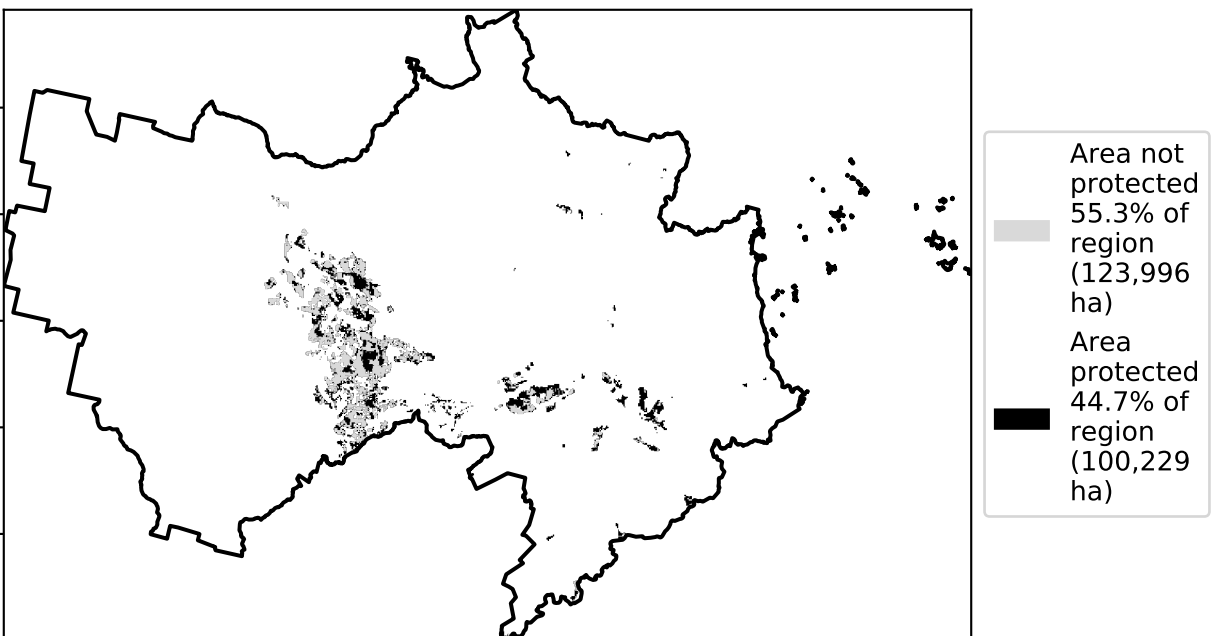 Area not
protected
55.3% of
region
(123,996
ha)
Area
protected
44.7% of
region
(100,229
ha)